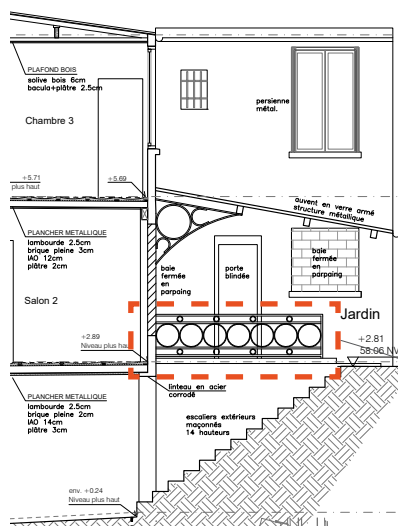 PLAFOND BOIS
solive bois 6cm
bacula+plâtre 2.5cm
persienne
métal.
Chambre 3
+5.71
plus haut
+5.69
auvent en verre armé
structure métallique
PLANCHER METALLIQUE
lambourde 2.5cm
brique pleine 3cm
IAO 12cm
plâtre 2cm
baie
fermée
en
parpaing
porte
blindée
baie
fermée
en
parpaing
Salon 2
Jardin
+2.89
Niveau plus haut
+2.81
58.06 NV
linteau en acier
corrodé
PLANCHER METALLIQUE
lambourde 2.5cm
brique pleine 2cm
IAO 14cm
plâtre 3cm
escaliers extérieurs
maçonnés
14 hauteurs
env. +0.24
Niveau plus haut